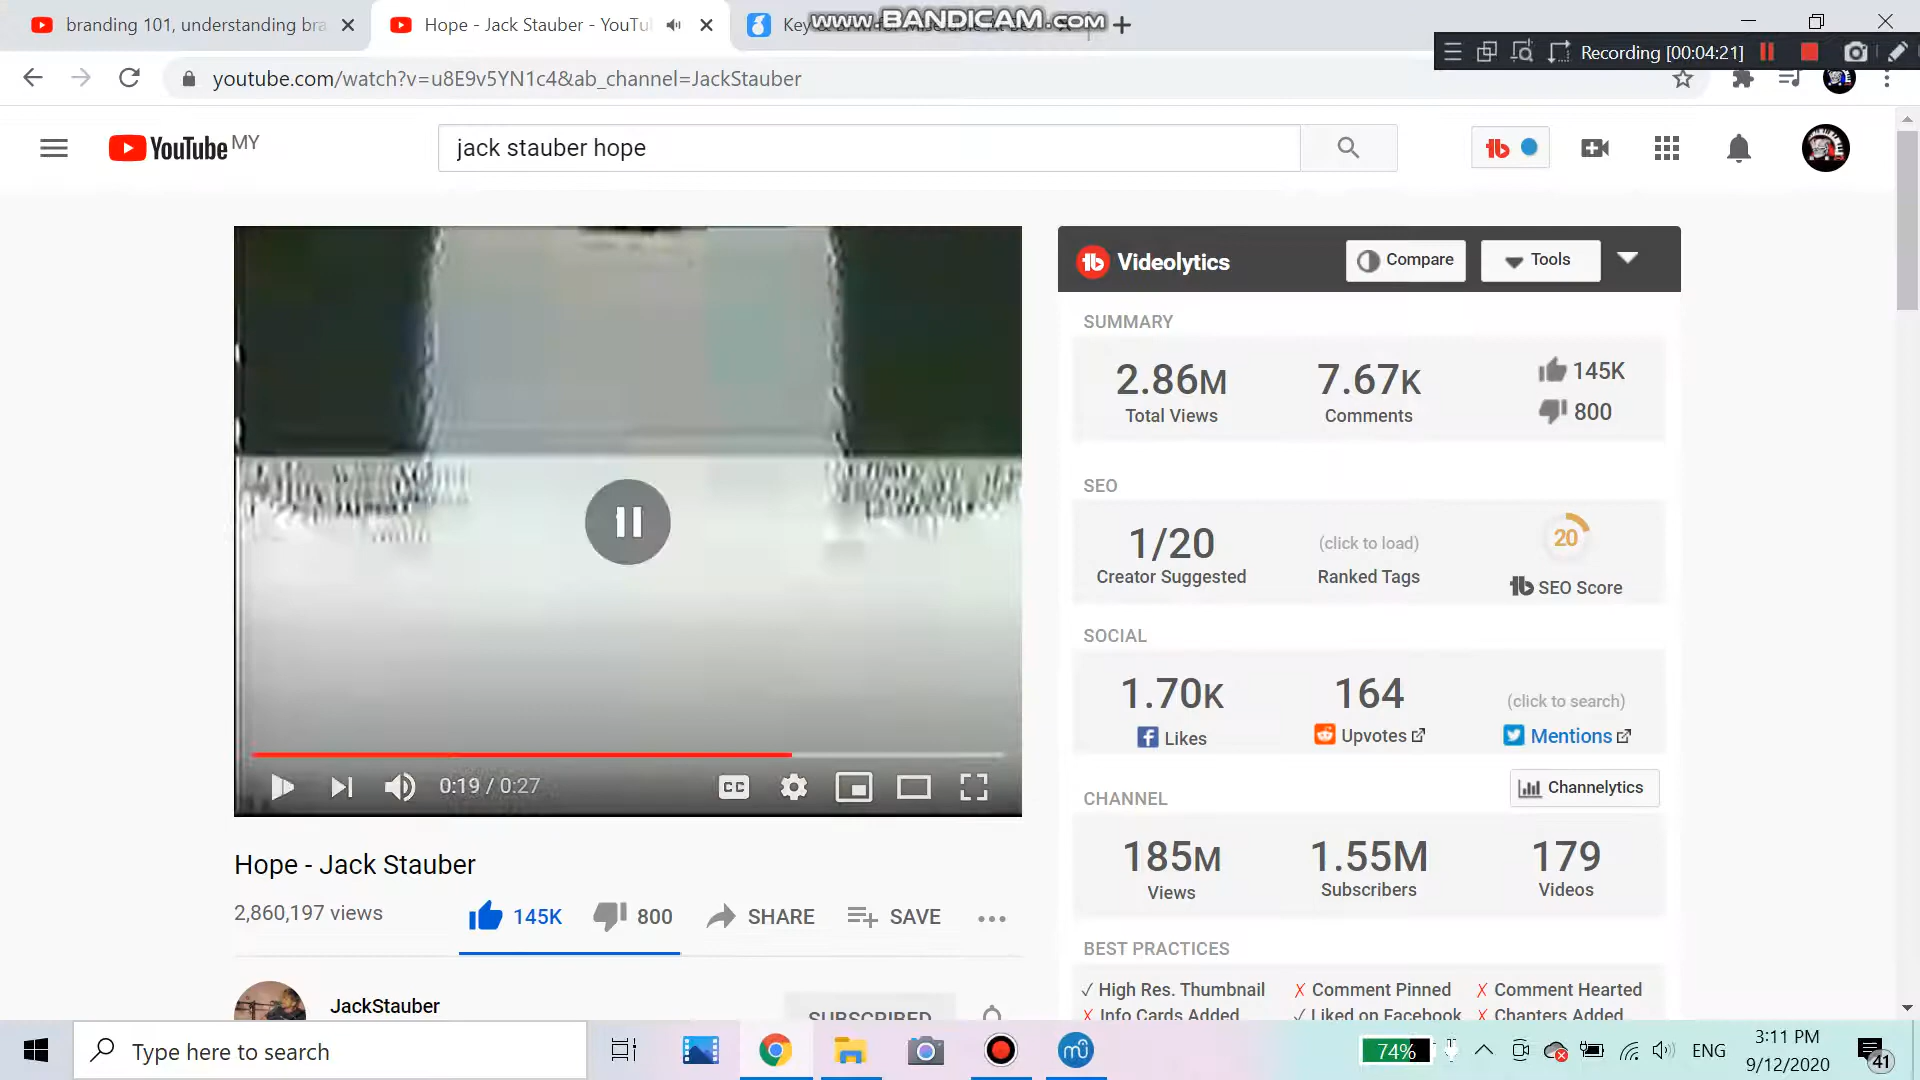 branding 101, understanding bra
Hope - Jack Stauber - YouTu
Key &
www.BANDICAM.com
Recording [00:04:21]
youtube.com/watch?v=u8E9v5YN1c4&ab_channel=JackStauber
YouTube MY
jack stauber hope
Videolytics
Compare
Tools
SUMMARY
2.86M
Total Views
7.67K
Comments
145K
800
SEO
1/20
Creator Suggested
(click to load)
Ranked Tags
20
SEO Score
SOCIAL
1.70K
Likes
164
Upvotes
(click to search)
Mentions
CHANNEL
Channelytics
185M
Views
1.55M
Subscribers
179
Videos
BEST PRACTICES
High Res. Thumbnail
Comment Pinned
Comment Hearted
Info Cards Added
Liked on Facebook
Chapters Added
CC
0:19 / 0:27
Hope - Jack Stauber
2,860,197 views
145K
800
SHARE
SAVE
JackStauber
SUBSCRIBED
Type here to search
74%
ENG
3:11 PM
9/12/2020
41